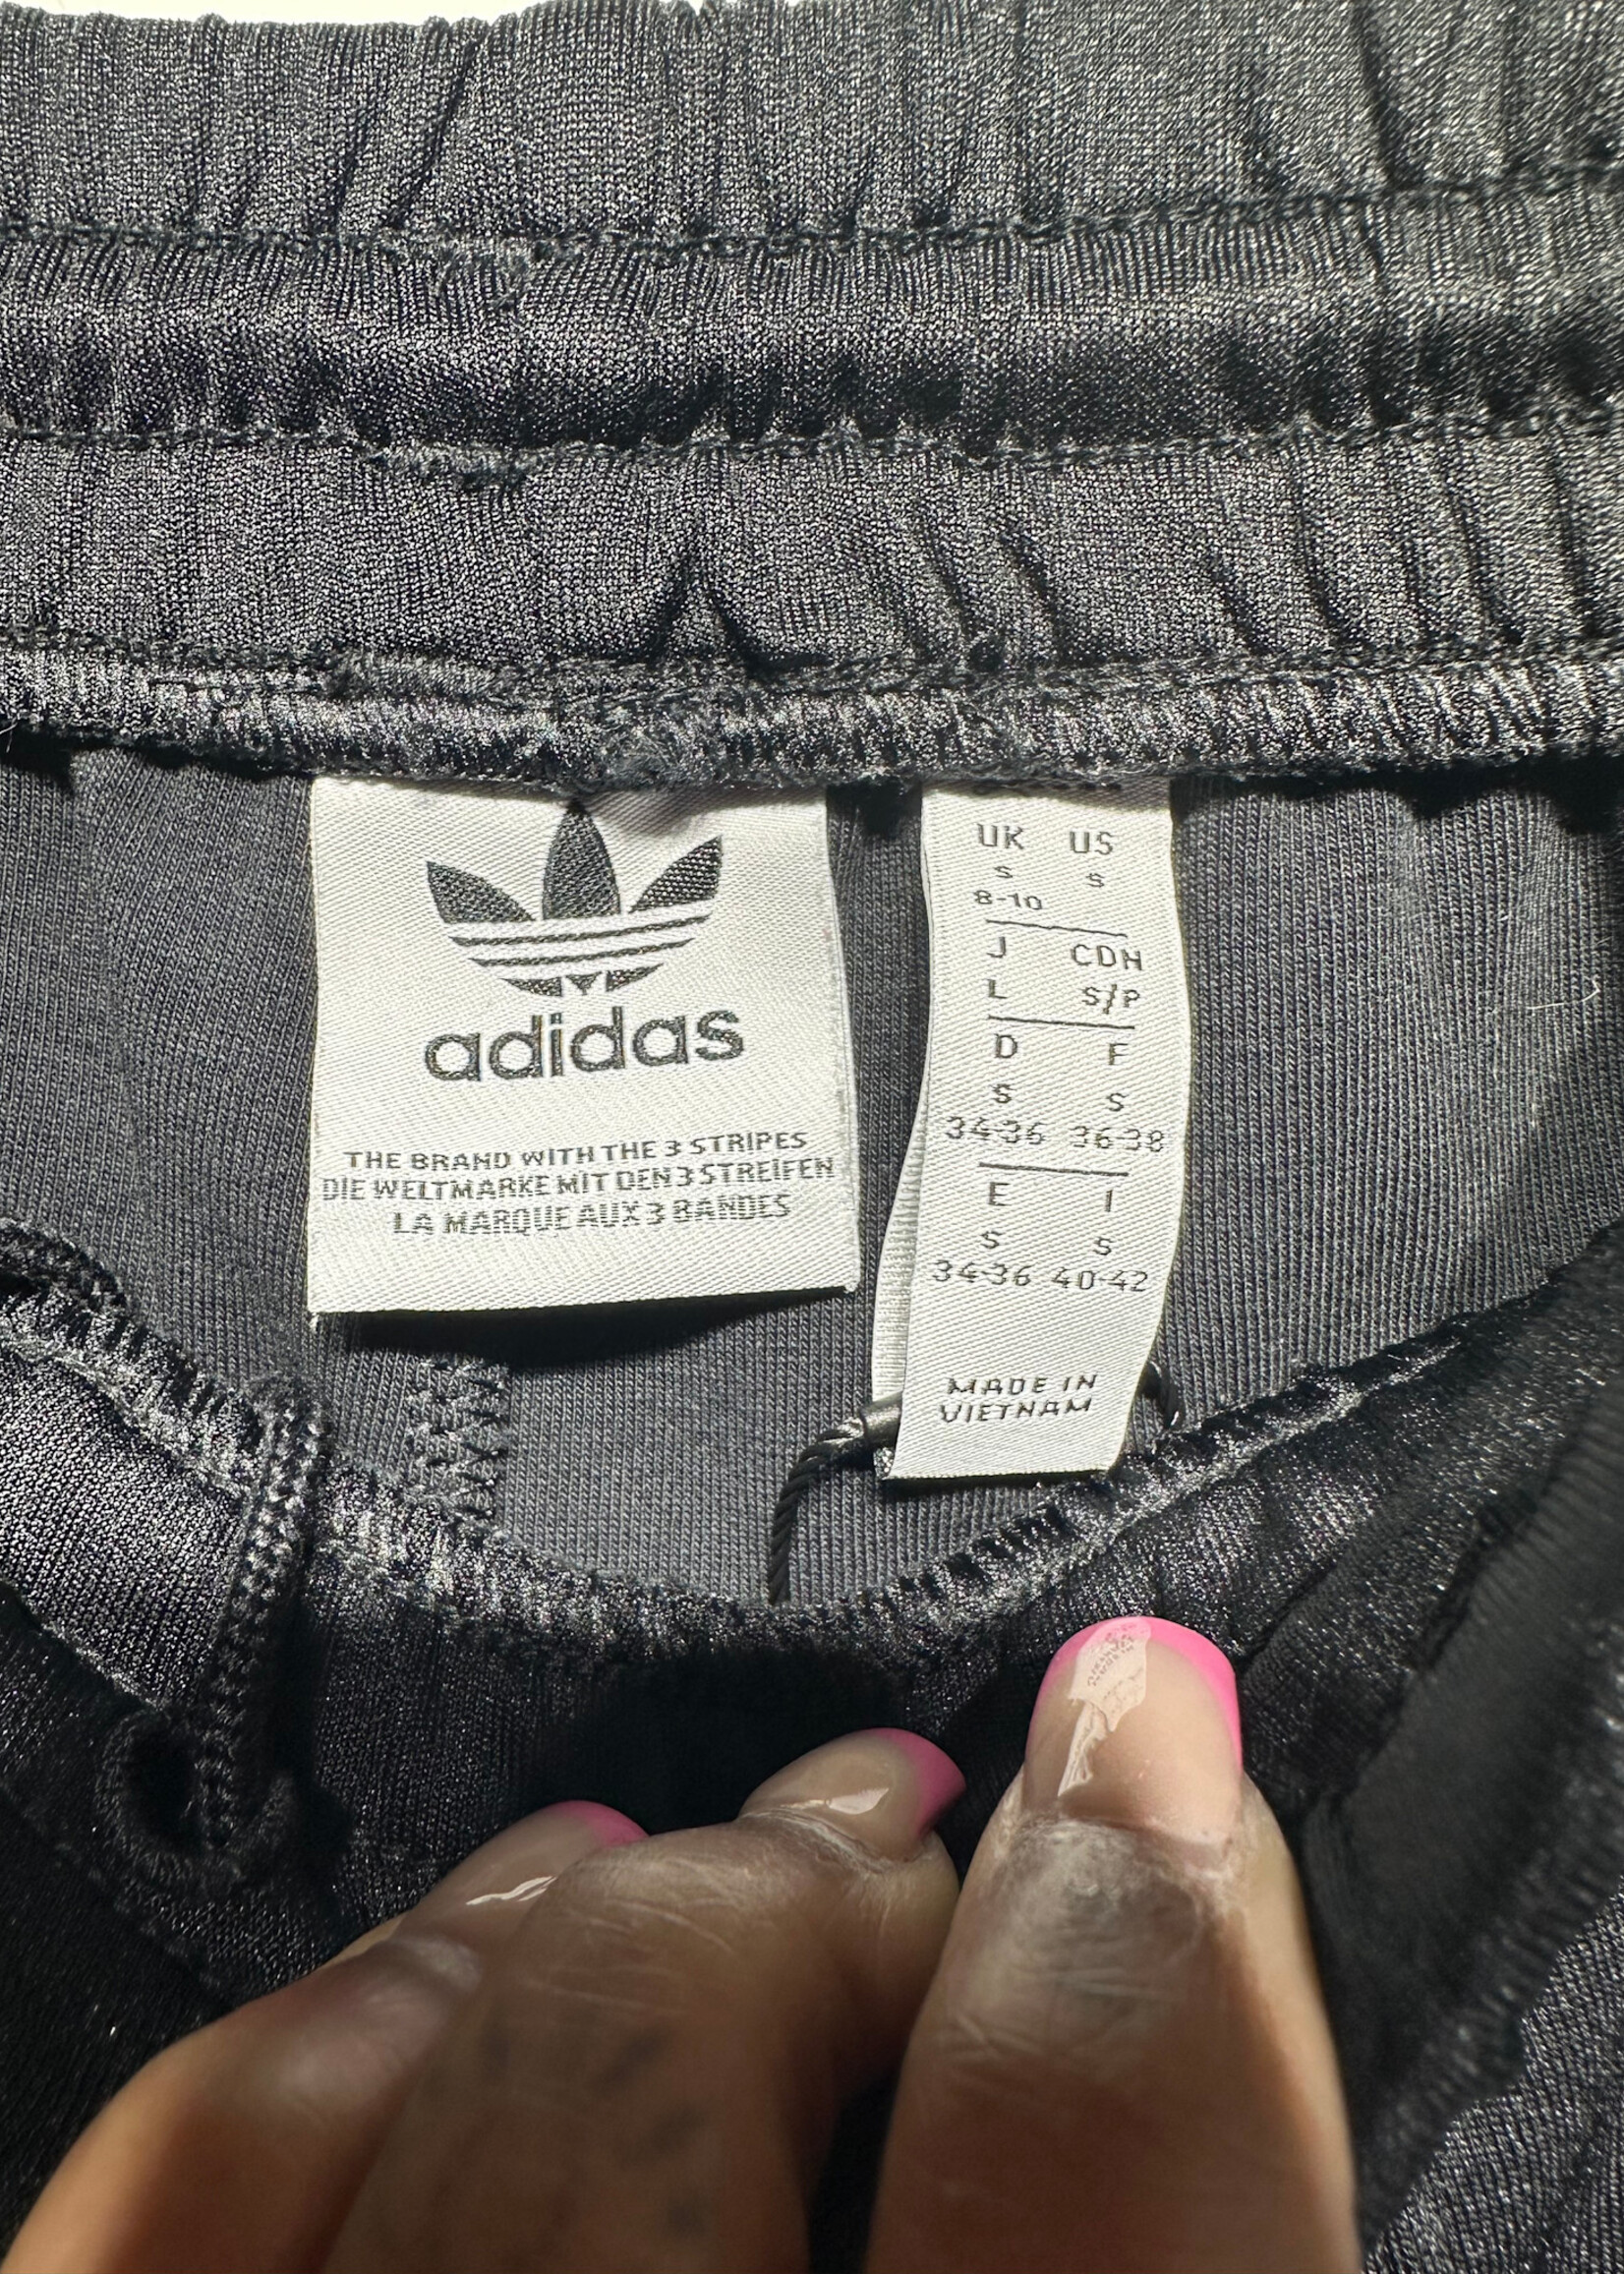 adidas
THE BRAND WITH THE 3 STRIPES
DIE WELTMARKE MIT DEN 3 STREIFEN
LA MARQUE AUX 3 BANDES
UK US
S S
8-10
J CDN
L S/P
D F
S S
34-36 36-38
E I
S S
34-36 40-42
MADE IN
VIETNAM